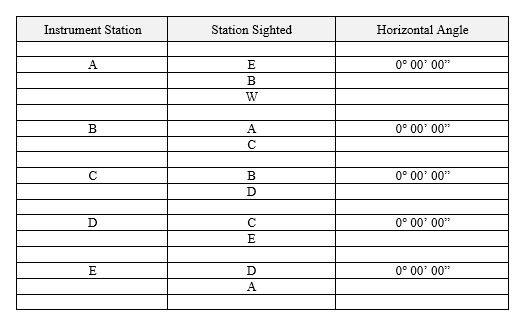 Instrument Station Station Sighted Horizontal Angle
A E 0° 00’ 00”
B
W
B A 0° 00’ 00”
C
C B 0° 00’ 00”
D
D C 0° 00’ 00”
E
E D 0° 00’ 00”
A